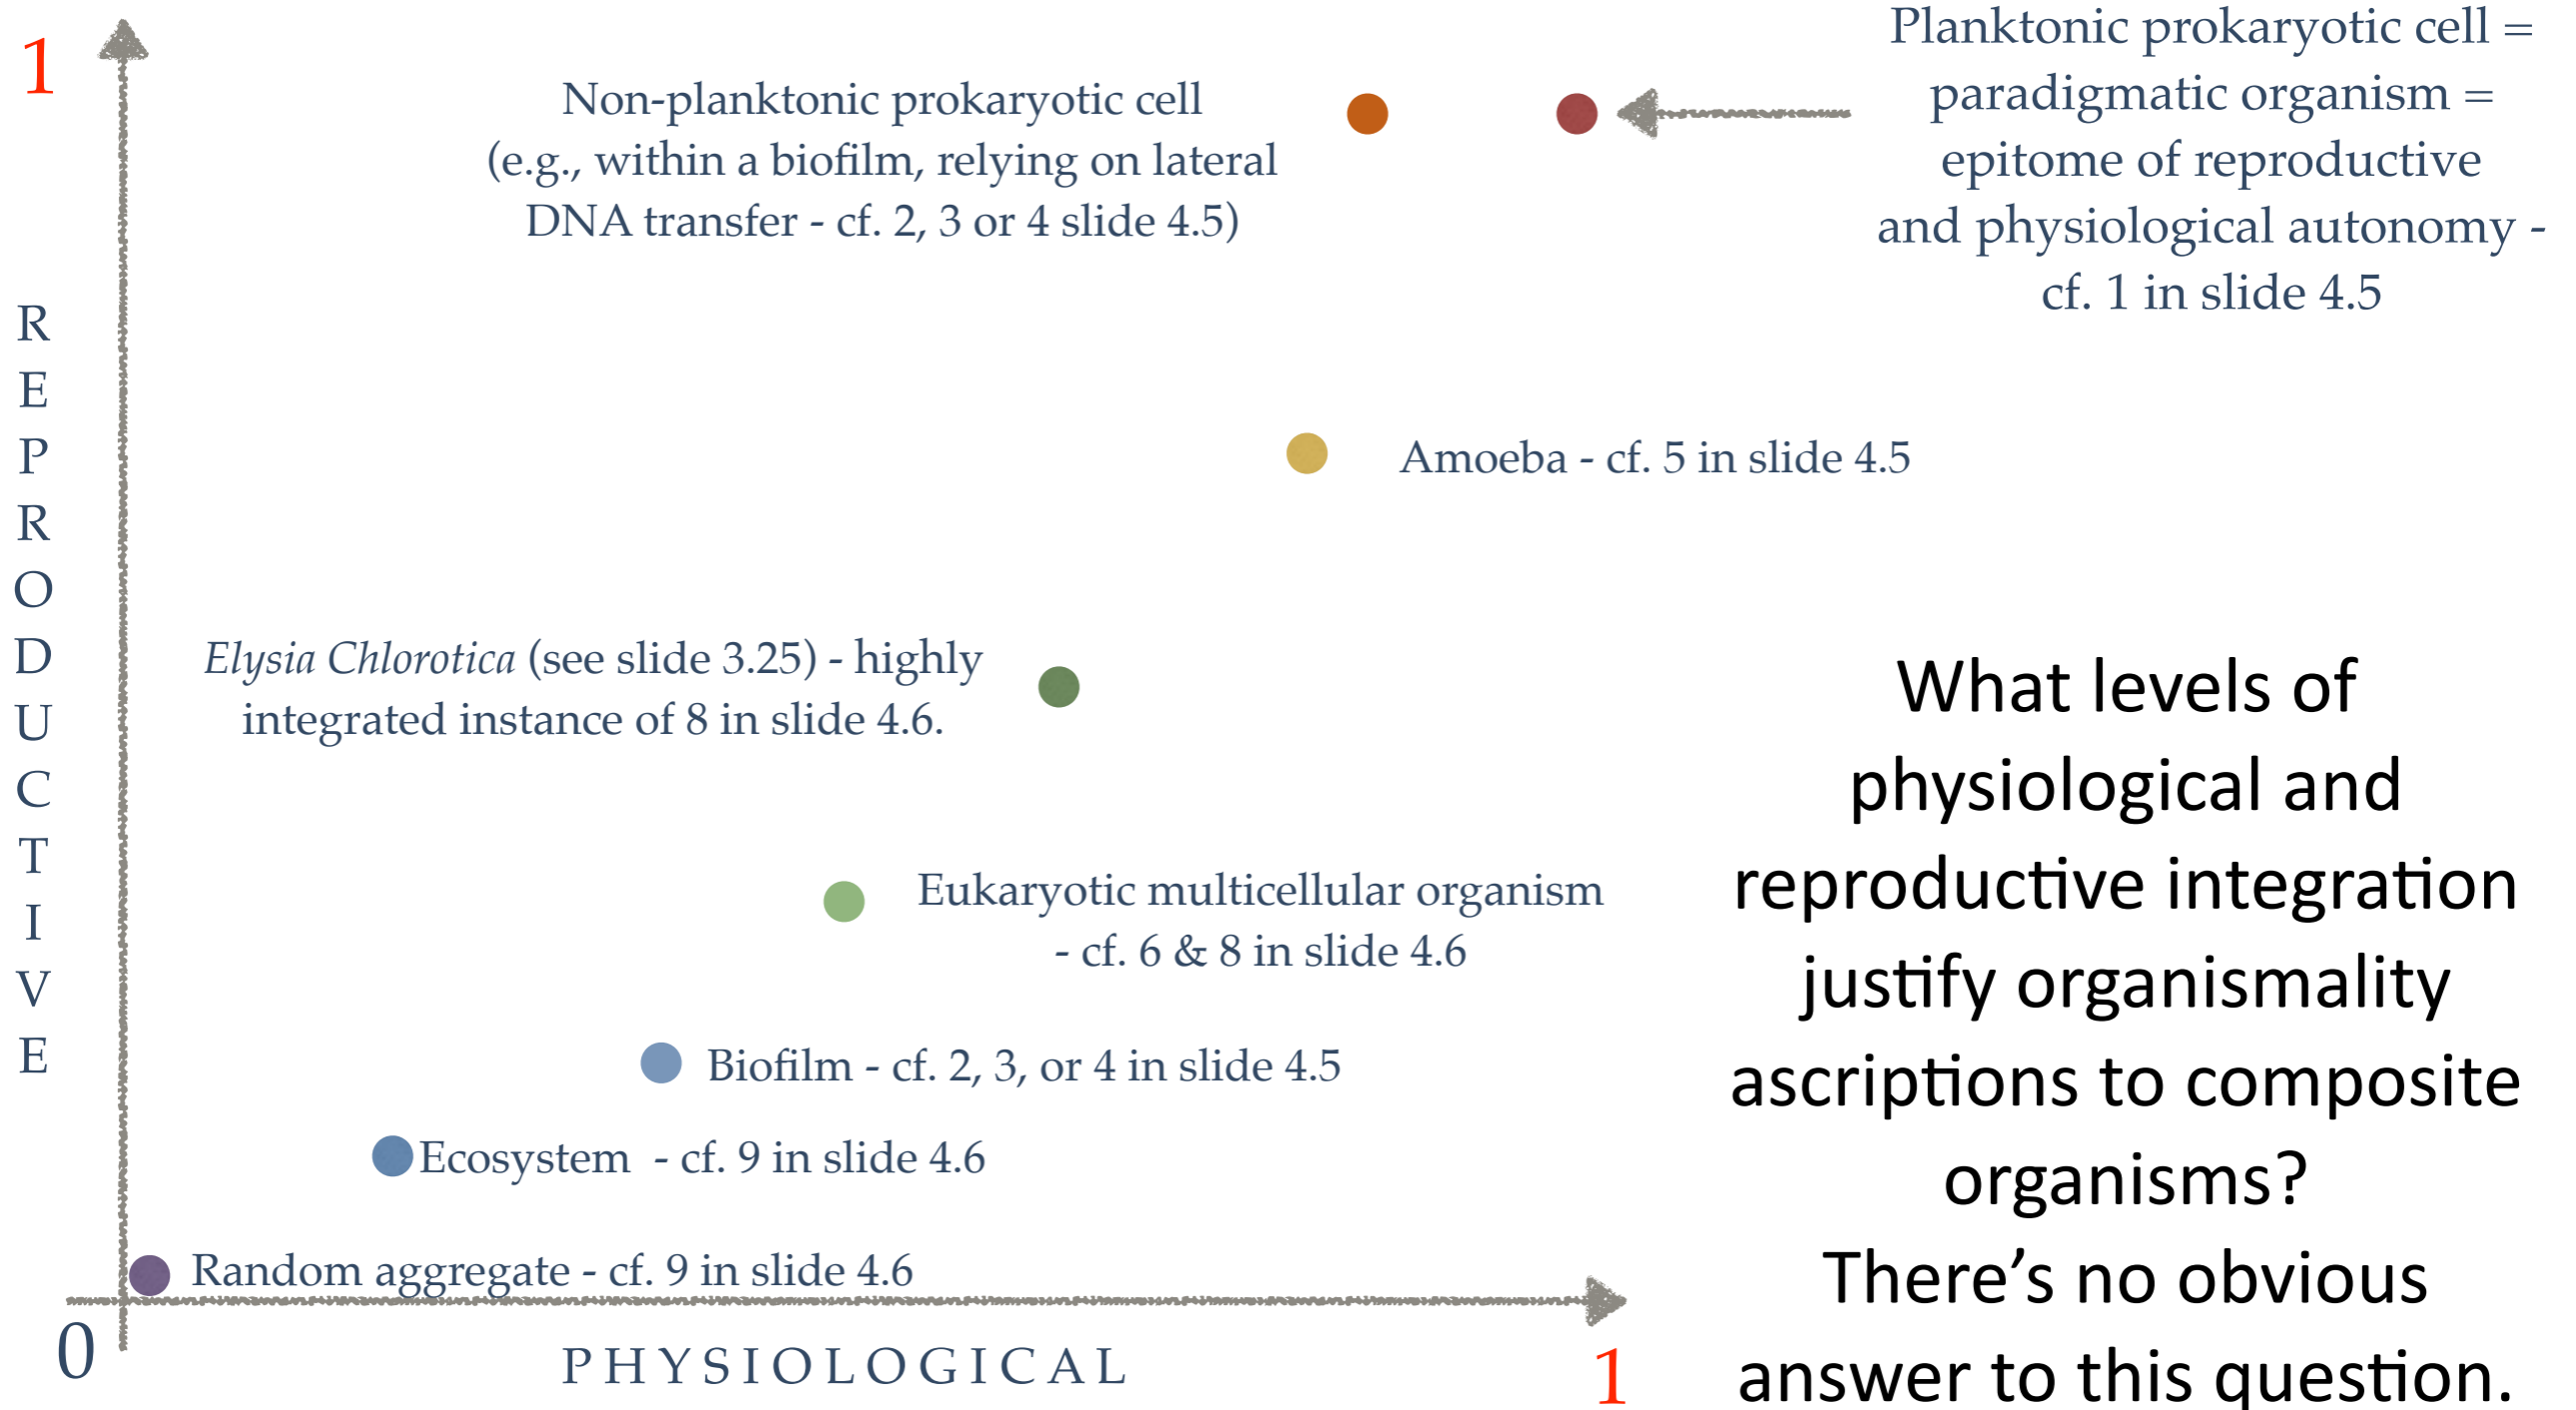 1
Non-planktonic prokaryotic cell
(e.g., within a biofilm, relying on lateral
DNA transfer - cf. 2, 3 or 4 slide 4.5)
Planktonic prokaryotic cell =
paradigmatic organism =
epitome of reproductive
and physiological autonomy -
cf. 1 in slide 4.5
REPRODUCTIVE
Amoeba - cf. 5 in slide 4.5
Elysia Chlorotica (see slide 3.25) - highly
integrated instance of 8 in slide 4.6.
Eukaryotic multicellular organism
- cf. 6 & 8 in slide 4.6
Biofilm - cf. 2, 3, or 4 in slide 4.5
Ecosystem - cf. 9 in slide 4.6
Random aggregate - cf. 9 in slide 4.6
0
PHYSIOLOGICAL
1
What levels of
physiological and
reproductive integration
justify organismality
ascriptions to composite
organisms?
There's no obvious
answer to this question.